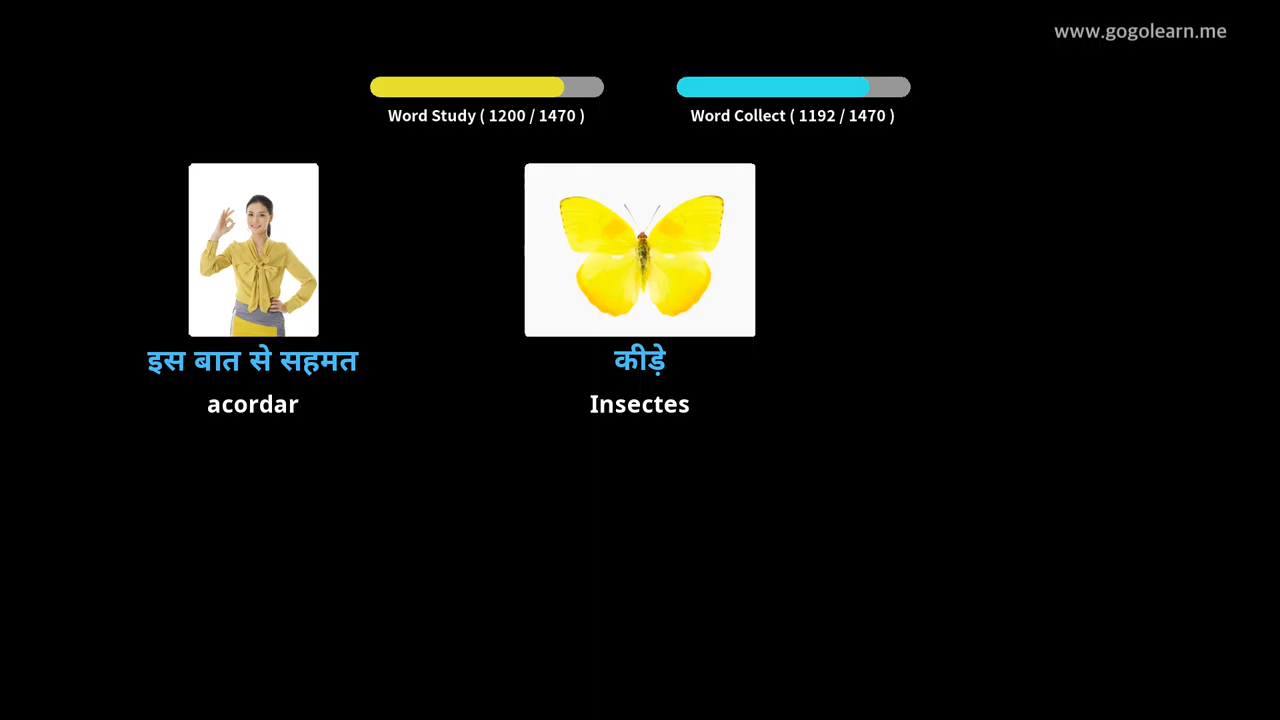 www.gogolearn.me
Word Study ( 1200 / 1470 )
Word Collect ( 1192 / 1470 )
इस बात से सहमत
acordar
कीड़े
Insectes